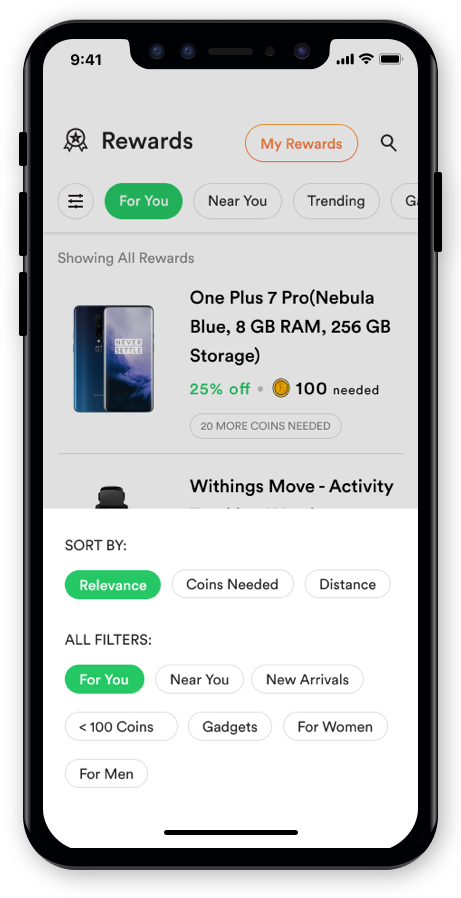 9:41
Rewards
My Rewards
For You
Near You
Trending
Ga
Showing All Rewards
One Plus 7 Pro(Nebula
Blue, 8 GB RAM, 256 GB
Storage)
NEVER
SETTLE
25% off • 100 needed
20 MORE COINS NEEDED
Withings Move - Activity
SORT BY:
Relevance
Coins Needed
Distance
ALL FILTERS:
For You
Near You
New Arrivals
< 100 Coins
Gadgets
For Women
For Men